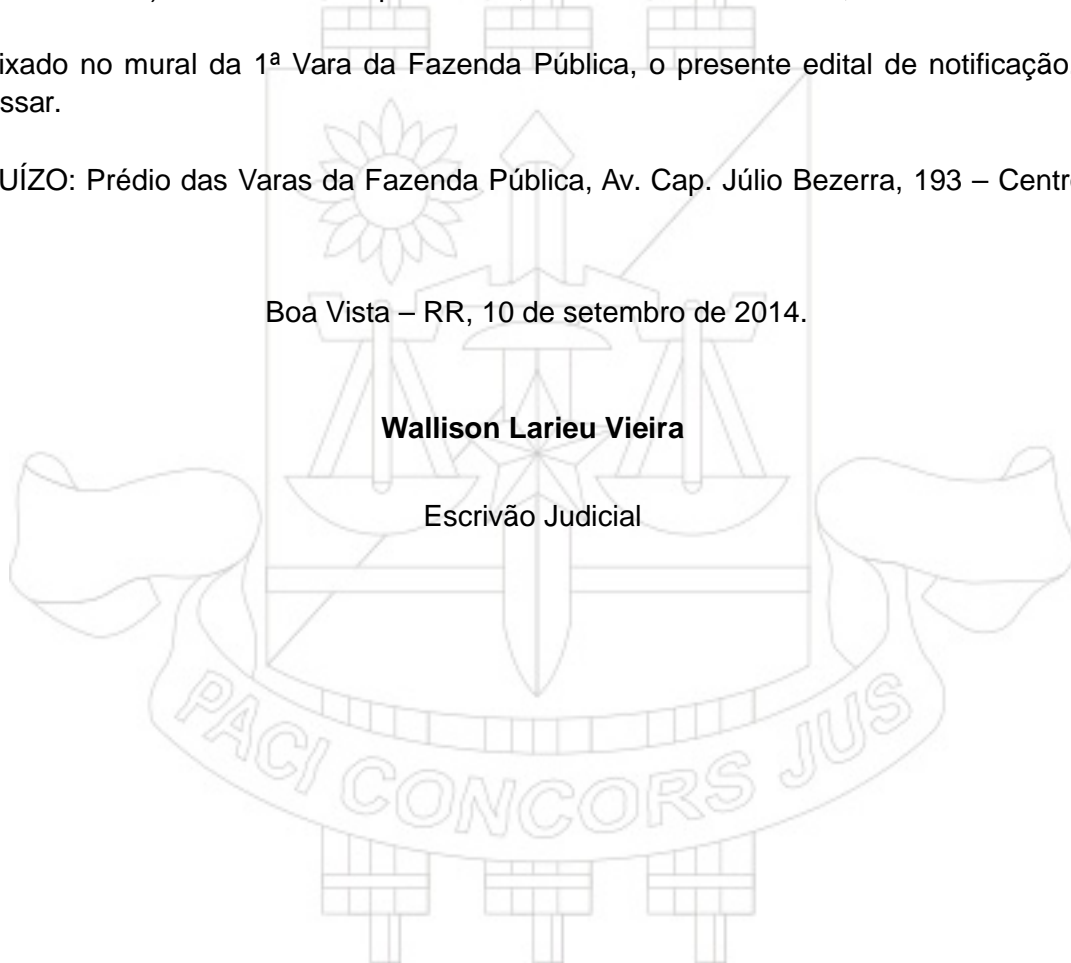 ixado no mural da 1ª Vara da Fazenda Pública, o presente edital de notificação
ssar.
UÍZO: Prédio das Varas da Fazenda Pública, Av. Cap. Júlio Bezerra, 193 – Centr
Boa Vista – RR, 10 de setembro de 2014.
Wallison Larieu Vieira
Escrivão Judicial
PACI CONCORS JUS